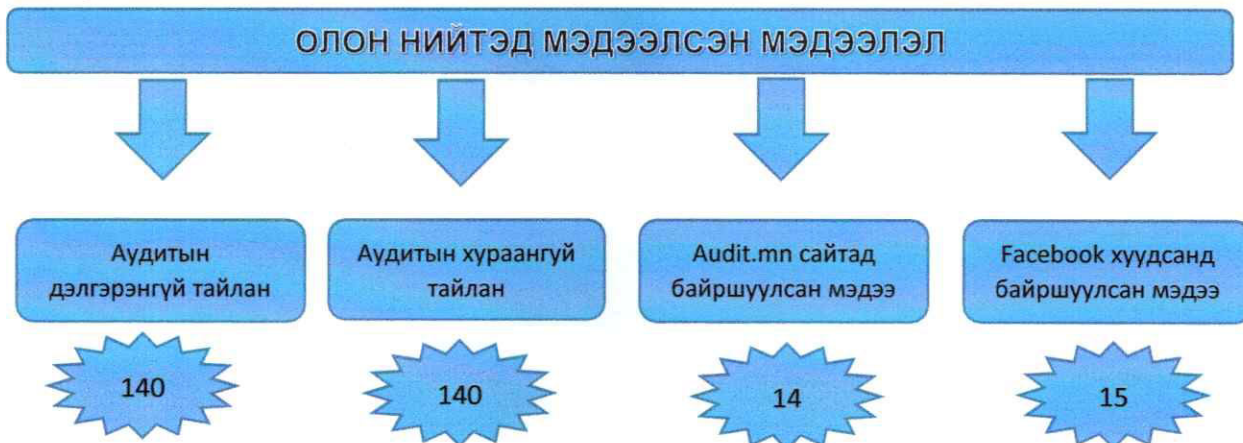 ОЛОН НИЙТЭД МЭДЭЭЛСЭН МЭДЭЭЛЭЛ
Аудитын
дэлгэрэнгүй тайлан
140
Аудитын хураангуй
тайлан
140
Audit.mn сайтад
байршуулсан мэдээ
14
Facebook хуудсанд
байршуулсан мэдээ
15